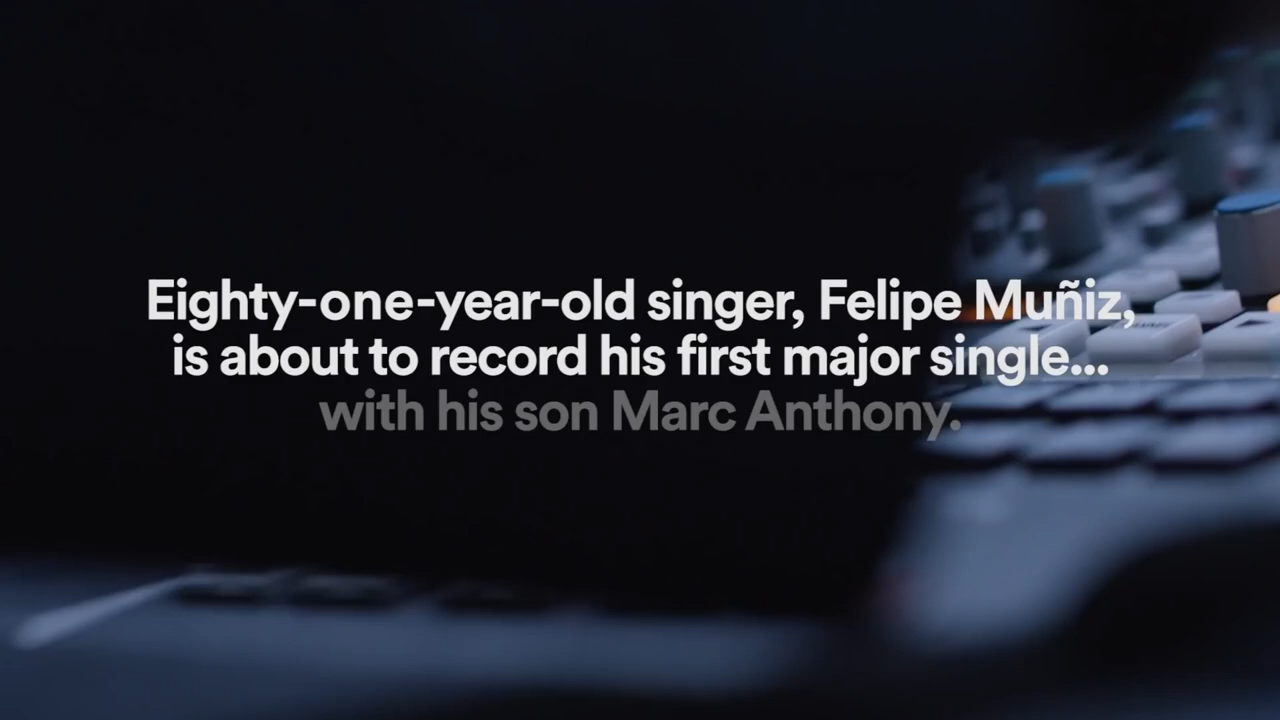 Eighty-one-year-old singer, Felipe Muñiz,
is about to record his first major single...
with his son Marc Anthony.